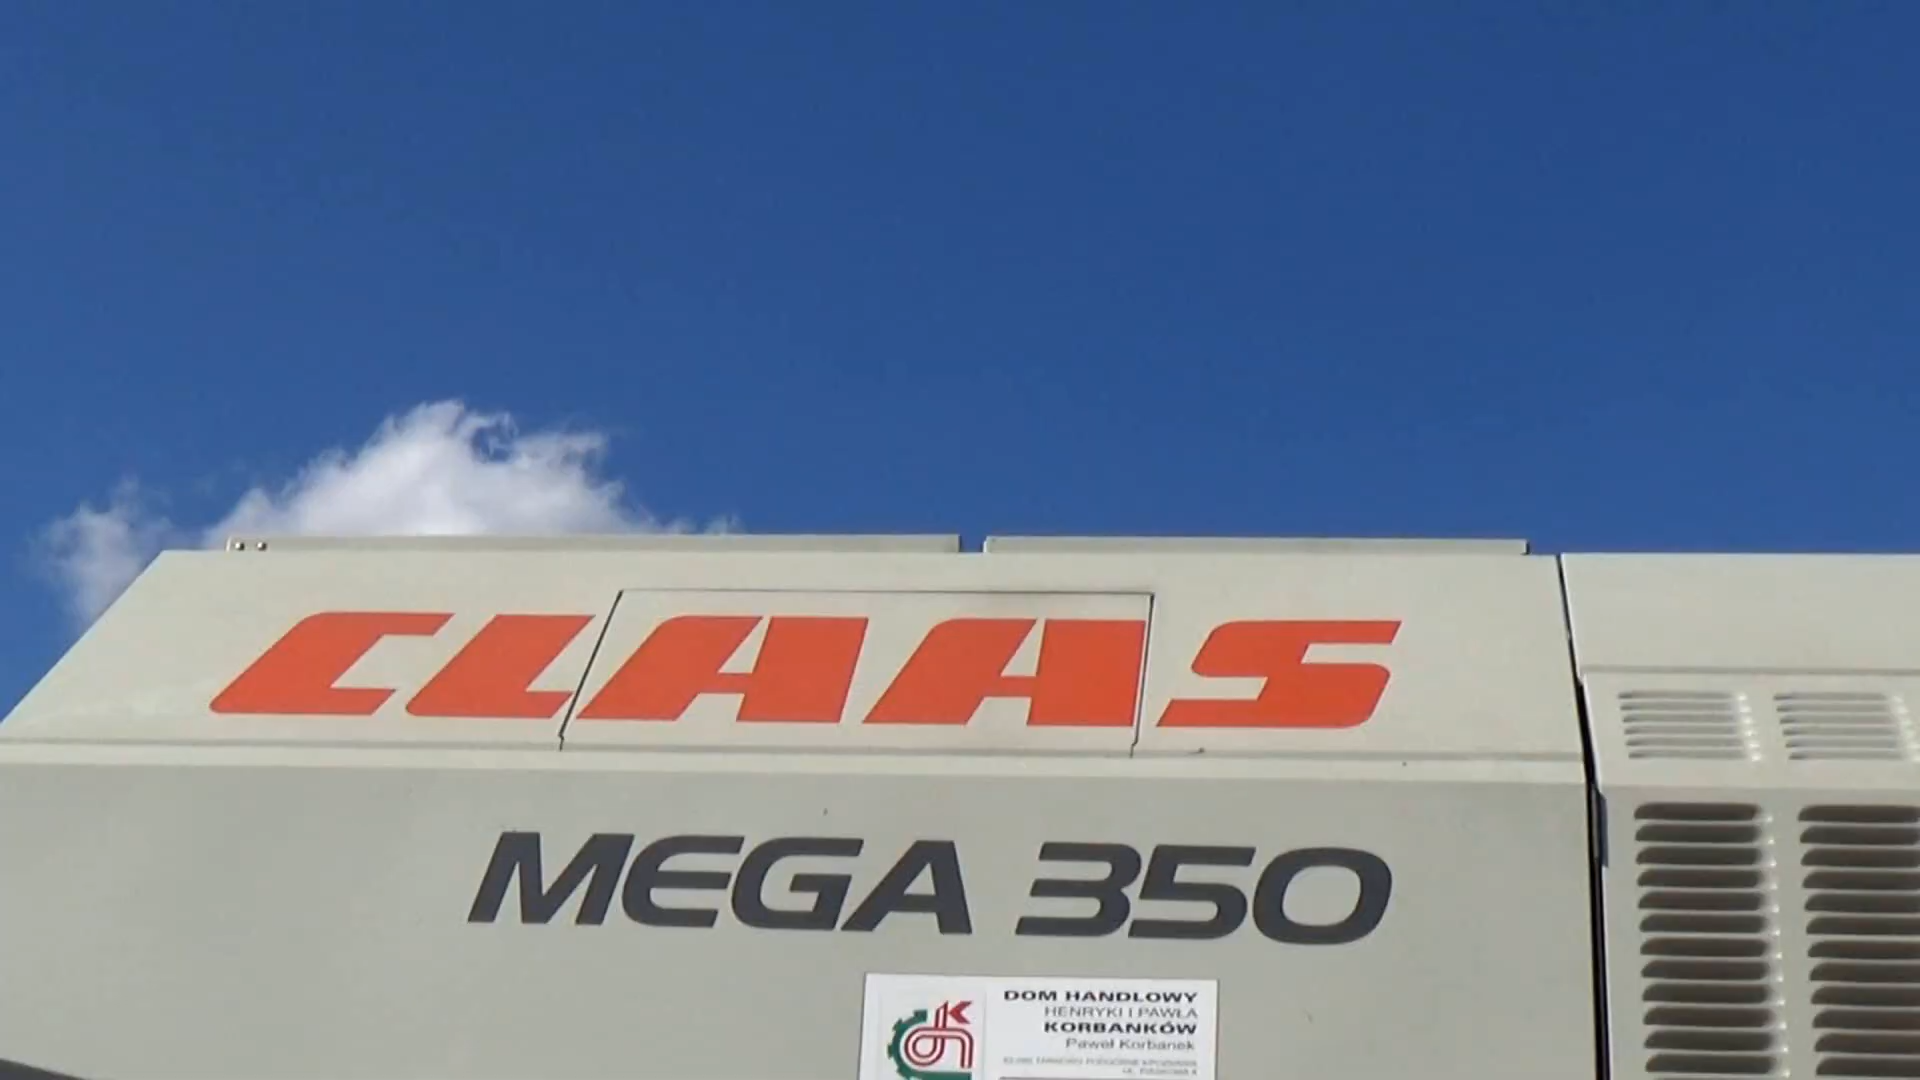 CLAAS
MEGA 350
DOM HANDLOWY
HENRYKI I PAWŁA
KORBANKÓW
Paweł Korbanek